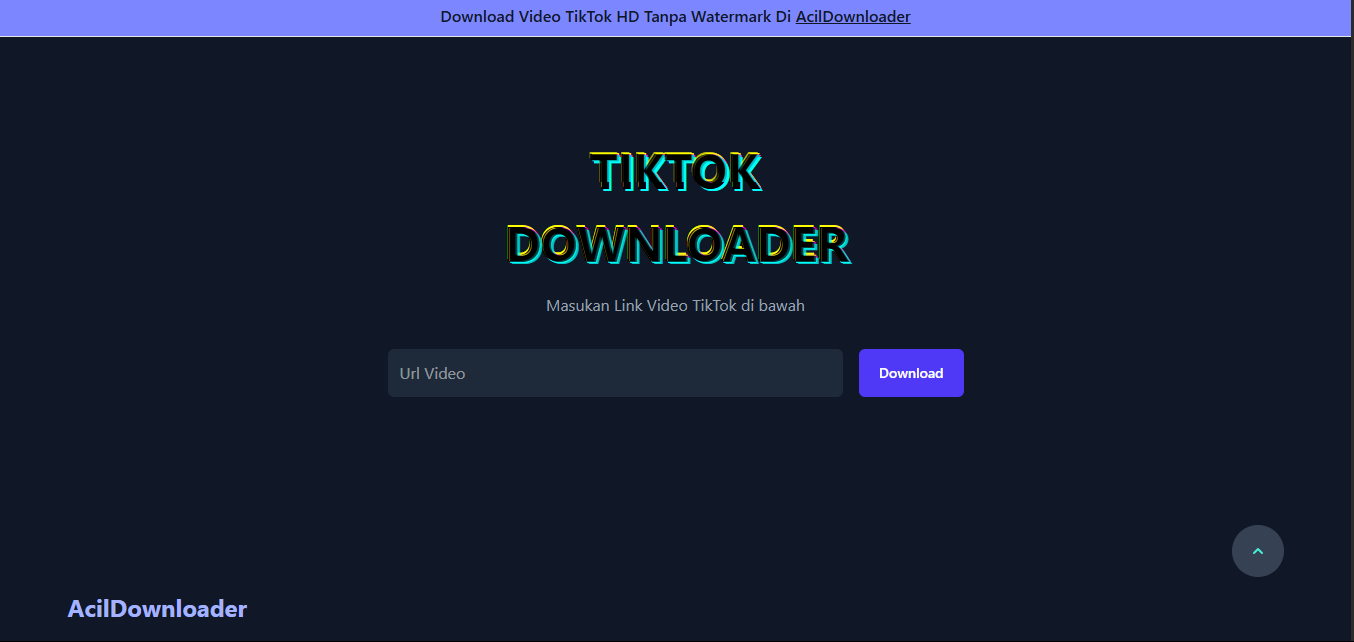 Download Video TikTok HD Tanpa Watermark Di AcilDownloader
TIKTOK
DOWNLOADER
Masukan Link Video TikTok di bawah
Url Video
Download
AcilDownloader